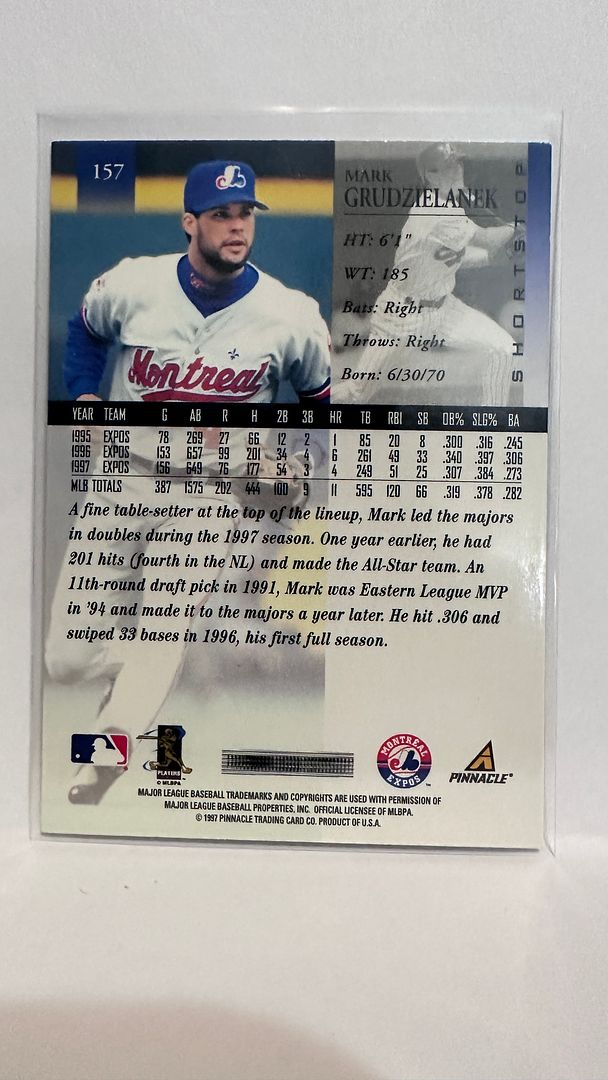 157
MARK
GRUDZIELANEK
HT: 6'1"
WT: 185
Bats: Right
Throws: Right
Born: 6/30/70
SHORTSTOP
Montreal
YEAR TEAM G AB R H 2B 3B HR TB RBI SB OB% SLG% BA
1995 EXPOS 78 269 27 66 12 2 1 85 20 8 .300 .316 .245
1996 EXPOS 153 657 99 201 34 4 6 261 49 33 .340 .397 .306
1997 EXPOS 156 649 76 177 54 3 4 249 51 25 .307 .384 .273
MLB TOTALS 387 1575 202 444 100 9 11 595 120 66 .319 .378 .282
A fine table-setter at the top of the lineup, Mark led the majors
in doubles during the 1997 season. One year earlier, he had
201 hits (fourth in the NL) and made the All-Star team. An
11th-round draft pick in 1991, Mark was Eastern League MVP
in '94 and made it to the majors a year later. He hit .306 and
swiped 33 bases in 1996, his first full season.
PLAYERS
© MLBPA
MONTREAL
EXPOS
PINNACLE®
MAJOR LEAGUE BASEBALL TRADEMARKS AND COPYRIGHTS ARE USED WITH PERMISSION OF
MAJOR LEAGUE BASEBALL PROPERTIES, INC. OFFICIAL LICENSEE OF MLBPA.
© 1997 PINNACLE TRADING CARD CO. PRODUCT OF U.S.A.